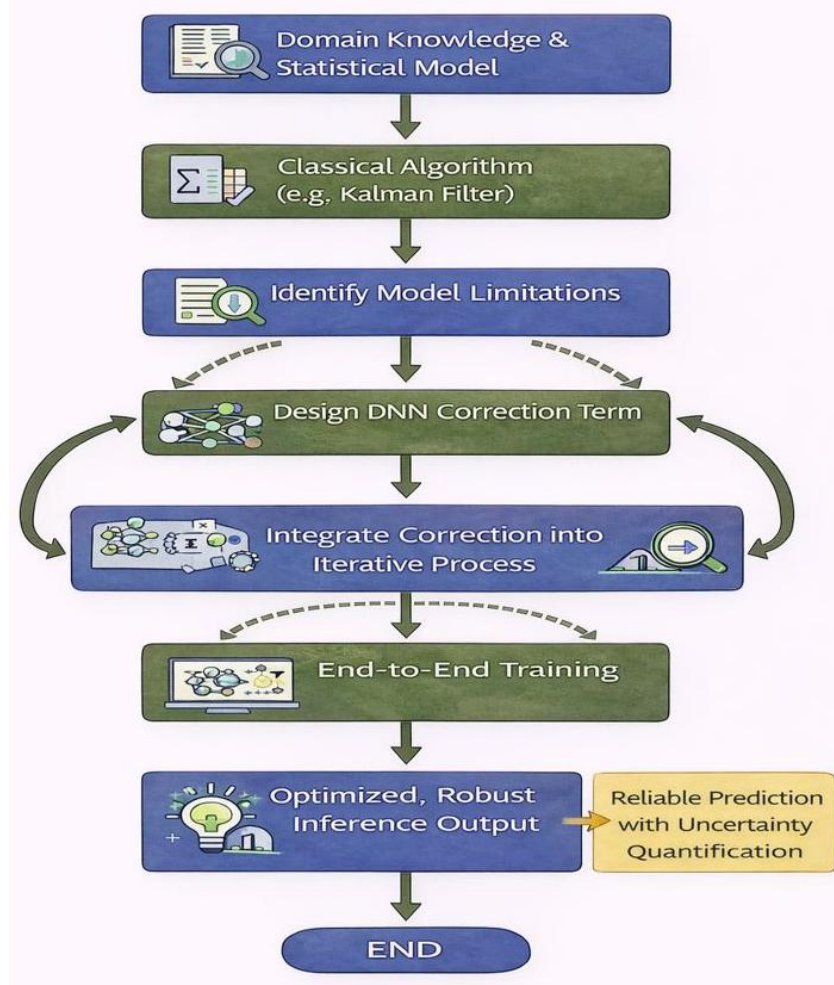 Domain Knowledge &
Statistical Model
Σ
Classical Algorithm
(e.g, Kalman Filter)
Identify Model Limitations
Design DNN Correction Term
Integrate Correction into
Iterative Process
End-to-End Training
Optimized, Robust
Inference Output
Reliable Prediction
with Uncertainty
Quantification
END